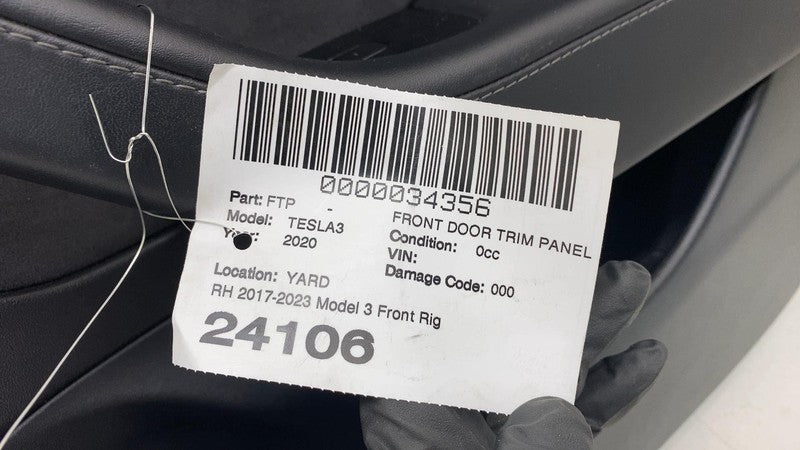 0000034356
Part: FTP - FRONT DOOR TRIM PANEL
Model: TESLA3 Condition: 0cc
2020 VIN:
Damage Code: 000
Location: YARD
RH 2017-2023 Model 3 Front Rig
24106